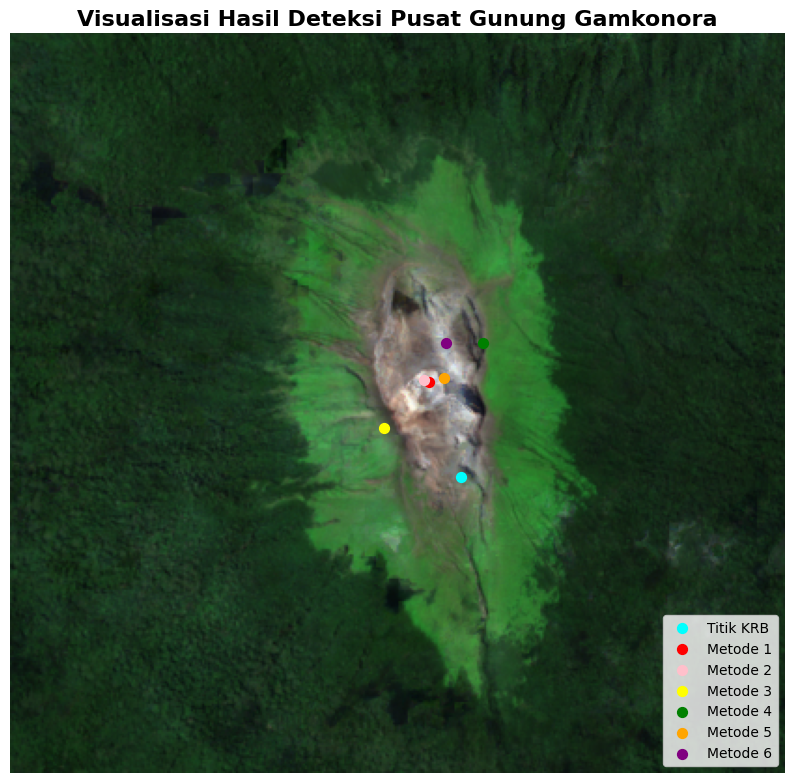 Visualisasi Hasil Deteksi Pusat Gunung Gamkonora
Titik KRB
Metode 1
Metode 2
Metode 3
Metode 4
Metode 5
Metode 6